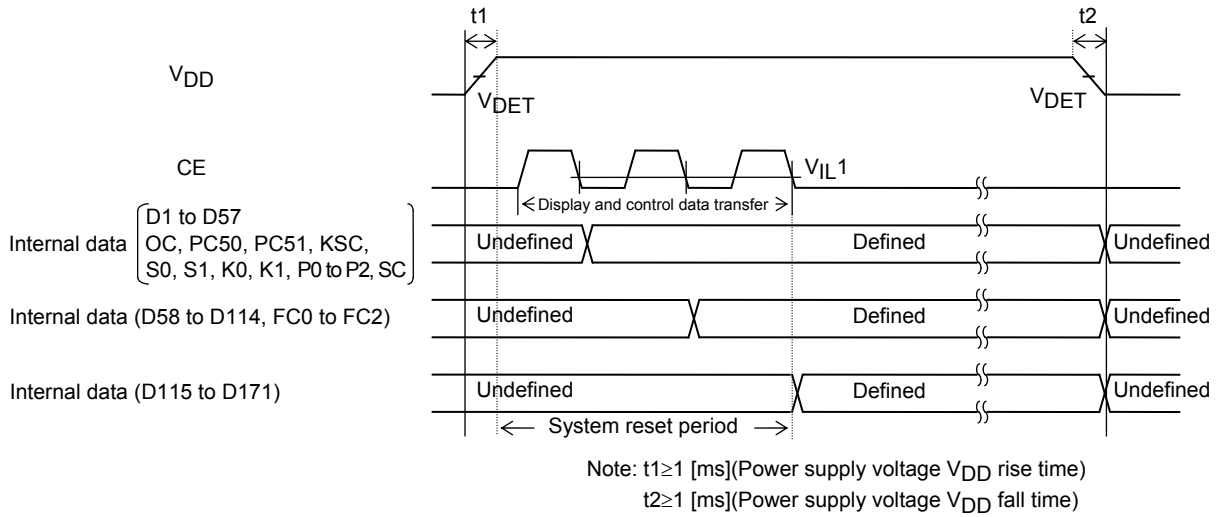 t1
t2
VDD
VDET
VDET
CE
VIL1
Display and control data transfer
Internal data
D1 to D57
OC, PC50, PC51, KSC,
S0, S1, K0, K1, P0 to P2, SC
Undefined
Defined
Undefined
Internal data (D58 to D114, FC0 to FC2)
Undefined
Defined
Undefined
Internal data (D115 to D171)
Undefined
Defined
Undefined
System reset period
Note: t1≥1 [ms](Power supply voltage VDD rise time)
t2≥1 [ms](Power supply voltage VDD fall time)